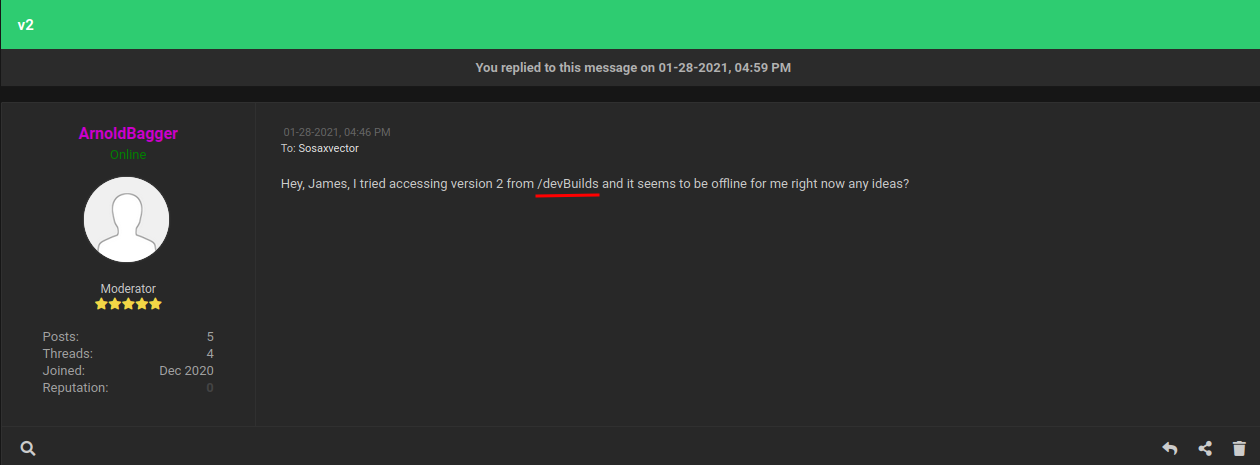 v2
You replied to this message on 01-28-2021, 04:59 PM
ArnoldBagger
Online
Moderator
Posts: 5
Threads: 4
Joined: Dec 2020
Reputation: 0
01-28-2021, 04:46 PM
To: Sosaxvector
Hey, James, I tried accessing version 2 from /devBuilds and it seems to be offline for me right now any ideas?